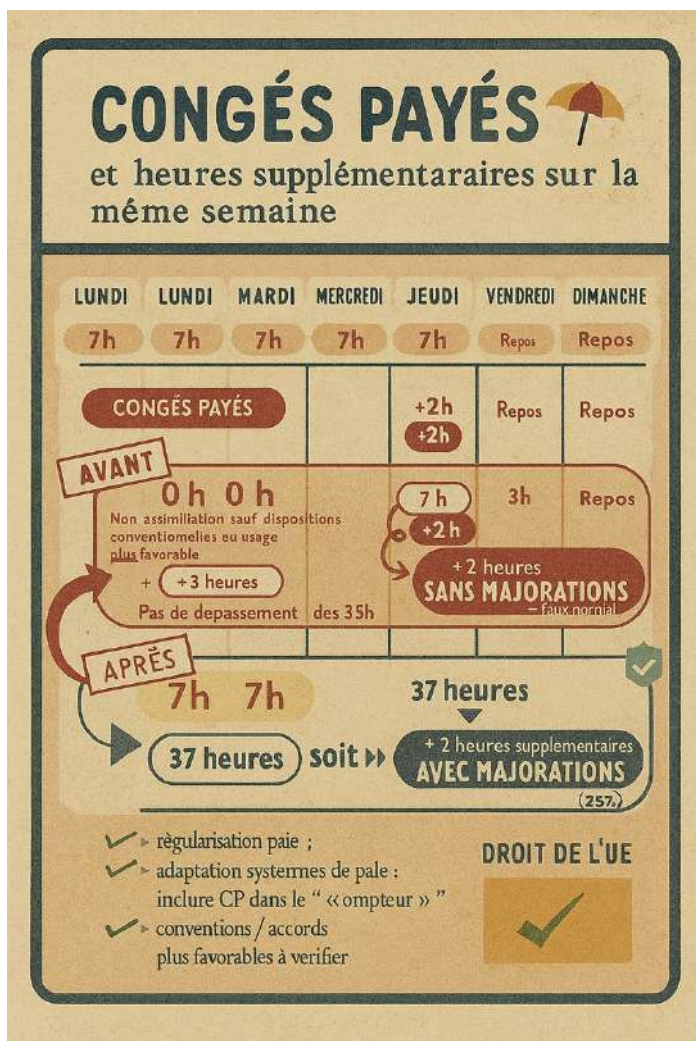 CONGÉS PAYÉS
et heures supplémentaraires sur la
méme semaine
LUNDI LUNDI MARDI MERCREDI JEUDI VENDREDI DIMANCHE
7h 7h 7h 7h 7h Repos Repos
CONGÉS PAYÉS +2h Repos Repos
+2h
AVANT
0h 0h 7h 3h Repos
Non assimiliation sauf dispositions
conventiomelies eu usage
plus favorable
+2h
+ +3 heures
+2 heures
SANS MAJORATIONS
– faux nornial
Pas de depassement des 35h
APRÈS
7h 7h 37 heures
37 heures soit
+ 2 heures supplementaires
AVEC MAJORATIONS
(257,)
règularisation paie ;
adaptation systemnes de pale :
inclure CP dans le “ «ompteur » ”
conventions / accords
plus favorables à verifier
DROIT DE L'UE